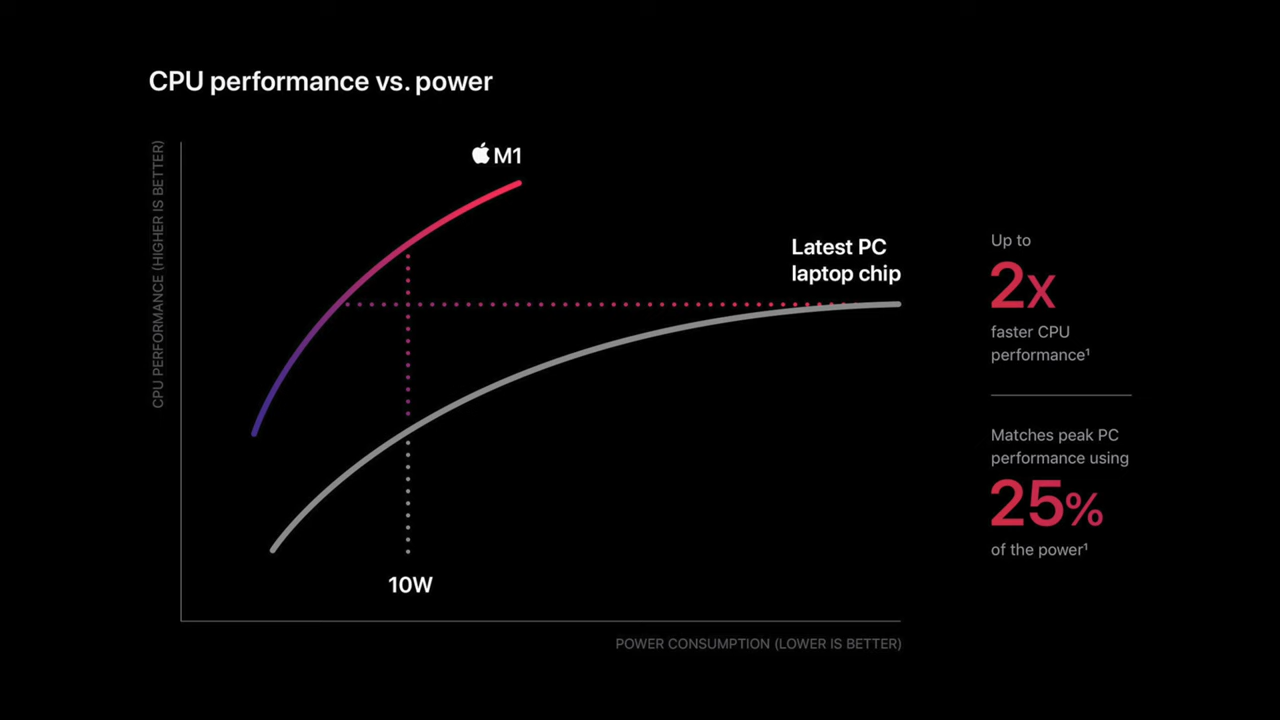 CPU performance vs. power
CPU PERFORMANCE (HIGHER IS BETTER)
M1
Latest PC
laptop chip
10W
POWER CONSUMPTION (LOWER IS BETTER)
Up to
2x
faster CPU
performance¹
Matches peak PC
performance using
25%
of the power¹